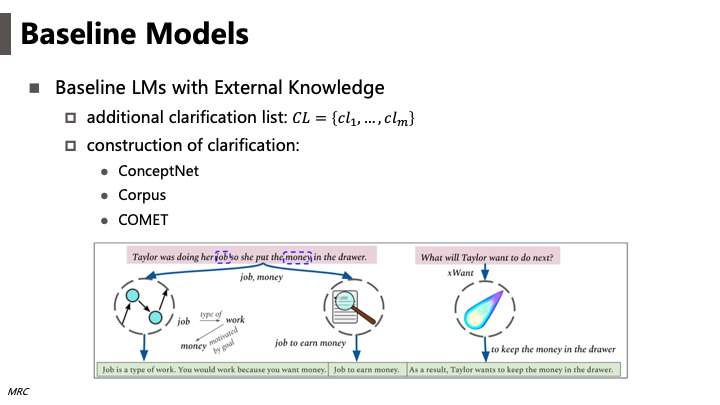 Baseline Models
Baseline LMs with External Knowledge
additional clarification list: CL = {cl₁, … , clₘ}
construction of clarification:
ConceptNet
Corpus
COMET
Taylor was doing her job so she put the money in the drawer.
What will Taylor want to do next?
job, money
xWant
job type of work
money motivated by goal
job to earn money
to keep the money in the drawer
Job is a type of work. You would work because you want money.
Job to earn money.
As a result, Taylor wants to keep the money in the drawer.
MRC